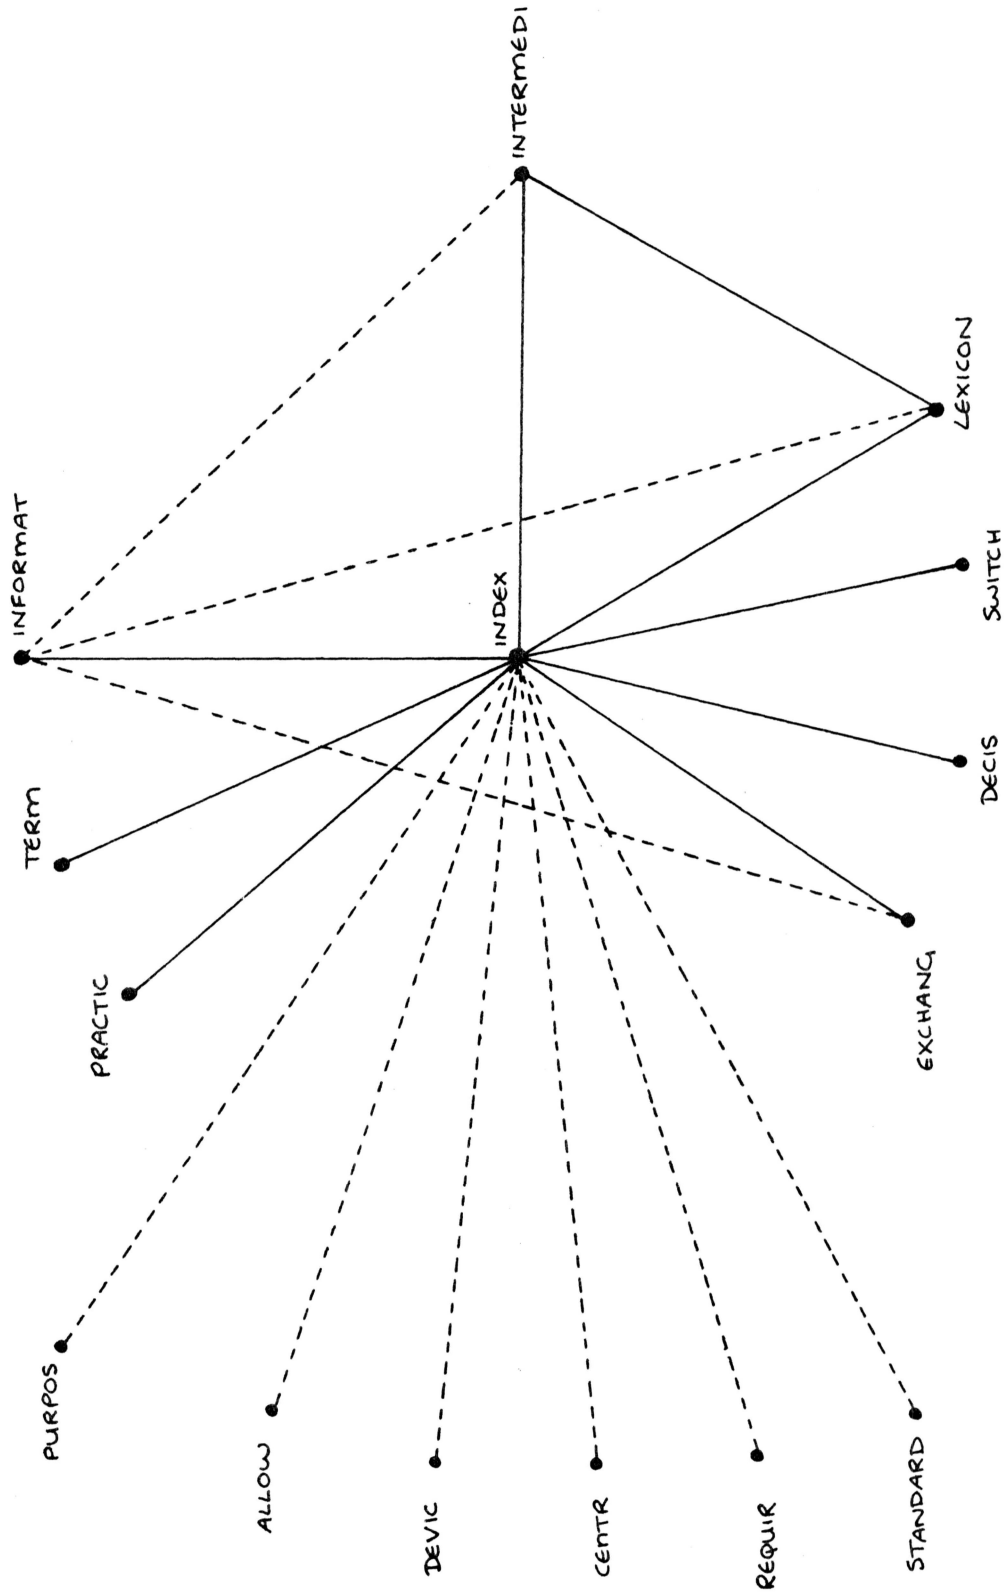 INTERMEDI
INFORMAT
LEXICON
INDEX
SWITCH
TERM
DECIS
PRACTIC
EXCHANG
PURPOS
ALLOW
DEVIC
CENTR
REQUIR
STANDARD